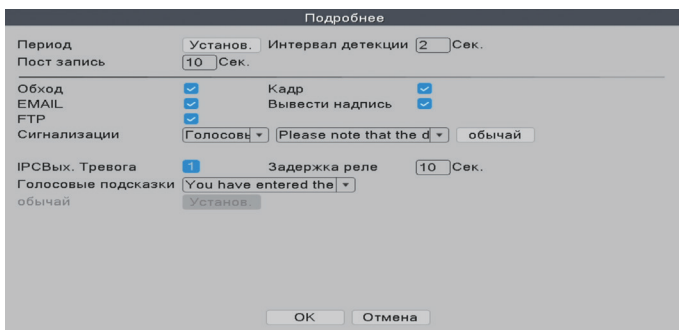 Подробнее
Период Установ. Интервал детекции 2 Сек.
Пост запись 10 Сек.
Обход Кадр
EMAIL Вывести надпись
FTP
Сигнализации Голосовь Please note that the d обычай
IPCВых. Тревога 1 Задержка реле 10 Сек.
Голосовые подсказки You have entered the
обычай Установ.
OK Отмена